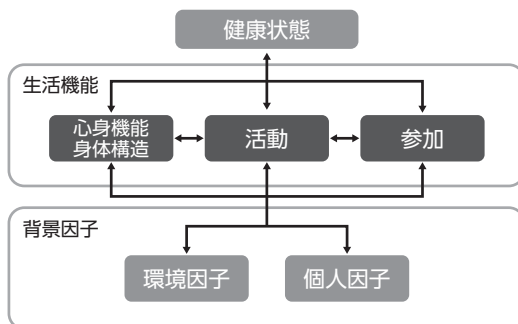 健康状態
生活機能
心身機能
身体構造
活動
参加
背景因子
環境因子
個人因子